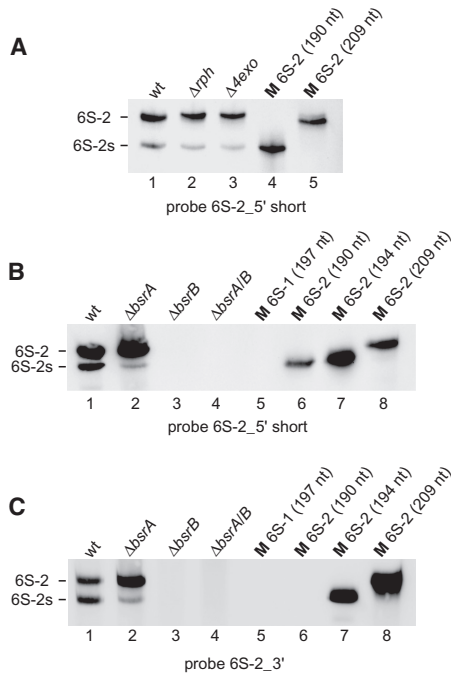 A
wt
Δrph
Δ4exo
M 6S-2 (190 nt)
M 6S-2 (209 nt)
6S-2
6S-2s
1 2 3 4 5
probe 6S-2_5' short
B
wt
ΔbsrA
ΔbsrB
ΔbsrA/B
M 6S-1 (197 nt)
M 6S-2 (190 nt)
M 6S-2 (194 nt)
M 6S-2 (209 nt)
6S-2
6S-2s
1 2 3 4 5 6 7 8
probe 6S-2_5' short
C
wt
ΔbsrA
ΔbsrB
ΔbsrA/B
M 6S-1 (197 nt)
M 6S-2 (190 nt)
M 6S-2 (194 nt)
M 6S-2 (209 nt)
6S-2
6S-2s
1 2 3 4 5 6 7 8
probe 6S-2_3'